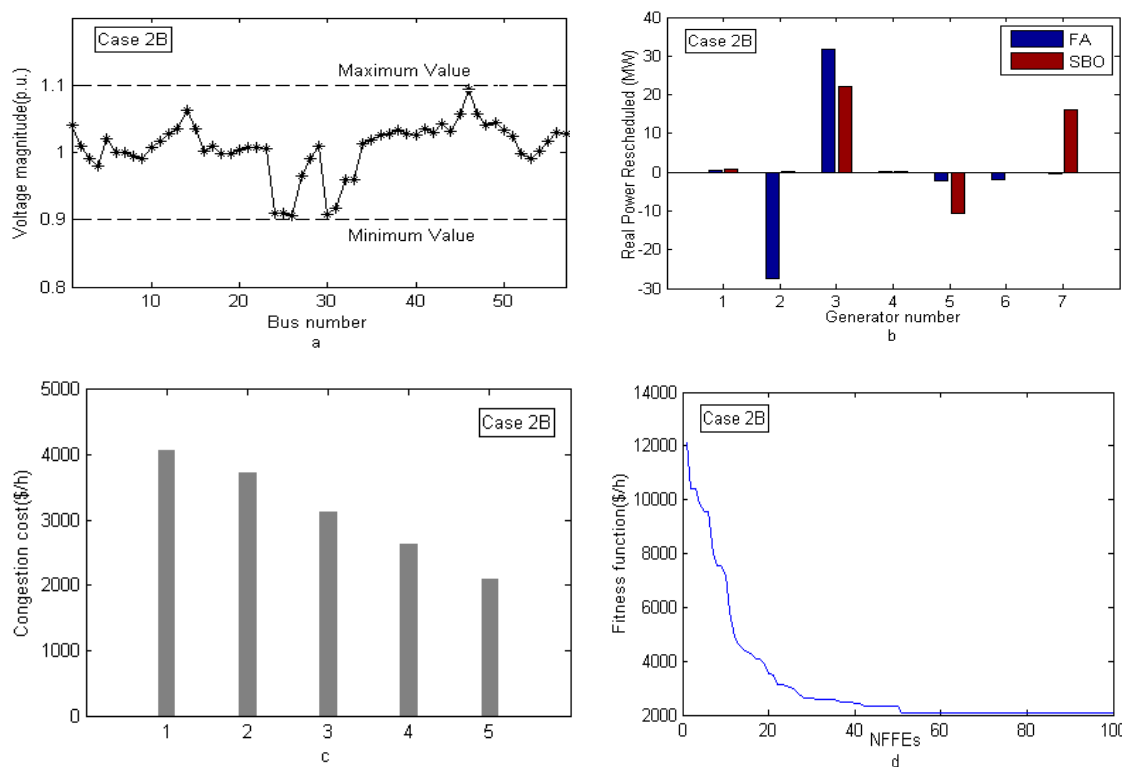 Case 2B
Maximum Value
Minimum Value
Voltage magnitude(p.u.)
1.1
1
0.9
0.8
10 20 30 40 50
Bus number
a
Case 2B
FA
SBO
Real Power Rescheduled (MW)
40
30
20
10
0
-10
-20
-30
1 2 3 4 5 6 7
Generator number
b
Case 2B
Congestion cost($/h)
5000
4000
3000
2000
1000
0
1 2 3 4 5
c
Case 2B
Fitness function($/h)
14000
12000
10000
8000
6000
4000
2000
0 20 40 60 80 100
NFFEs
d